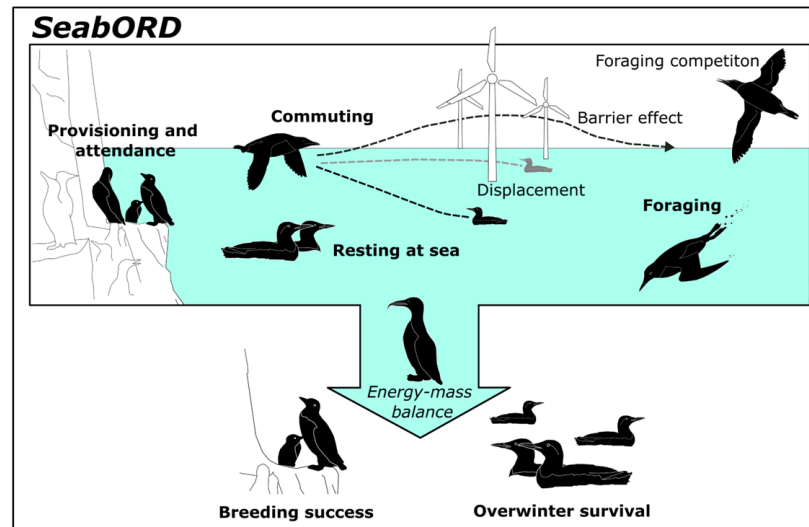 SeabORD
Foraging competiton
Commuting
Barrier effect
Provisioning and
attendance
Displacement
Foraging
Resting at sea
Energy-mass
balance
Breeding success
Overwinter survival